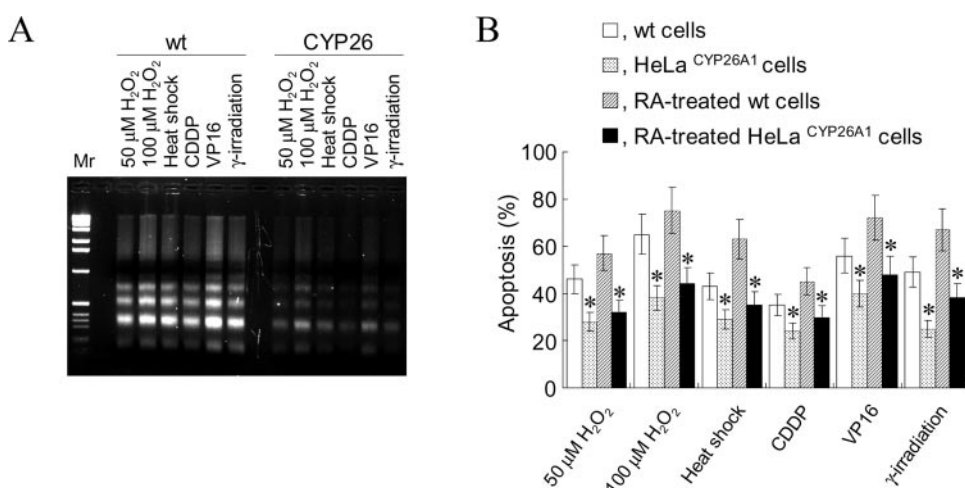 A
wt
CYP26
50 μM H₂O₂
100 μM H₂O₂
Heat shock
CDDP
VP16
γ-irradiation
50 μM H₂O₂
100 μM H₂O₂
Heat shock
CDDP
VP16
γ-irradiation
Mr
B
, wt cells
, HeLa CYP26A1 cells
, RA-treated wt cells
, RA-treated HeLa CYP26A1 cells
Apoptosis (%)
100
80
60
40
20
0
* * * * * * * * * * * *
50 μM H₂O₂
100 μM H₂O₂
Heat shock
CDDP
VP16
γ-irradiation